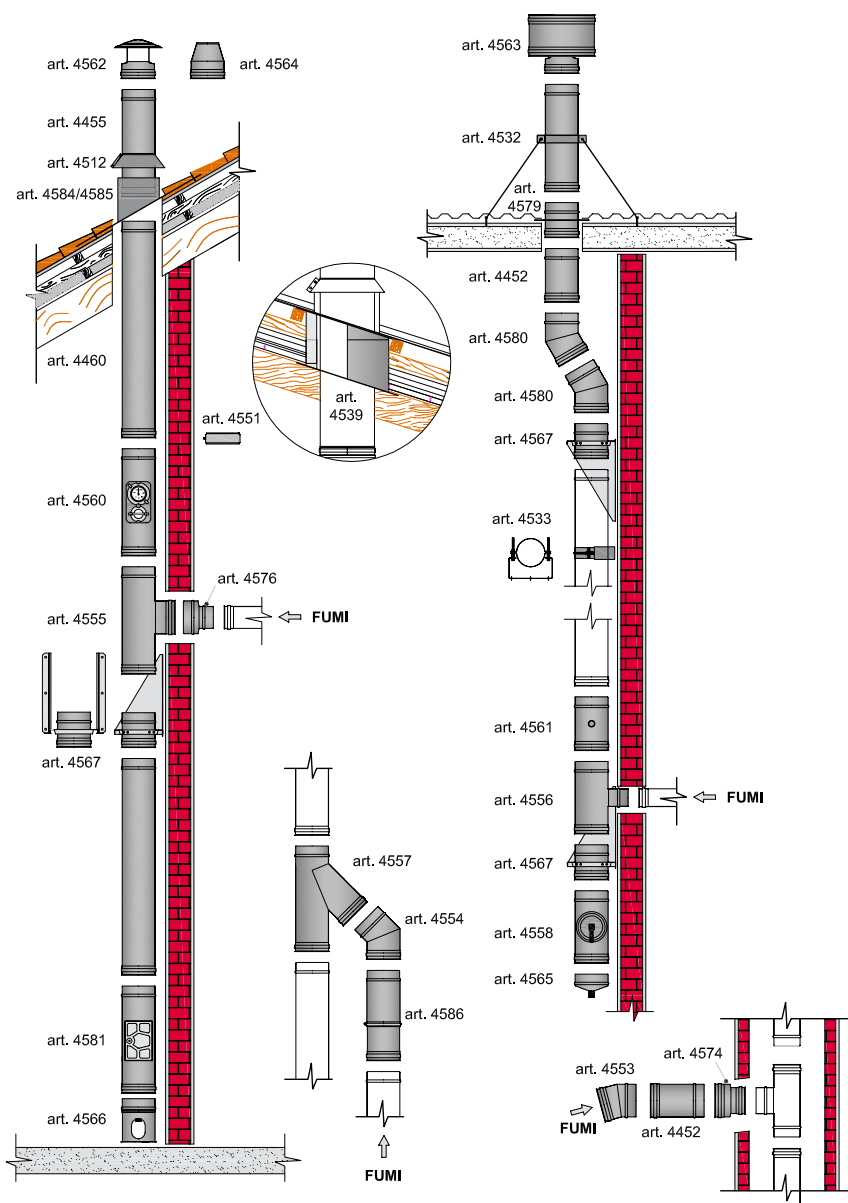 art. 4562
art. 4564
art. 4455
art. 4512
art. 4584/4585
art. 4460
art. 4551
art.
4539
art. 4560
art. 4576
art. 4555
FUMI
art. 4567
art. 4557
art. 4554
art. 4586
art. 4581
art. 4566
FUMI
art. 4563
art. 4532
art.
4579
art. 4452
art. 4580
art. 4580
art. 4567
art. 4533
art. 4561
art. 4556
FUMI
art. 4567
art. 4558
art. 4565
art. 4574
art. 4553
FUMI
art. 4452